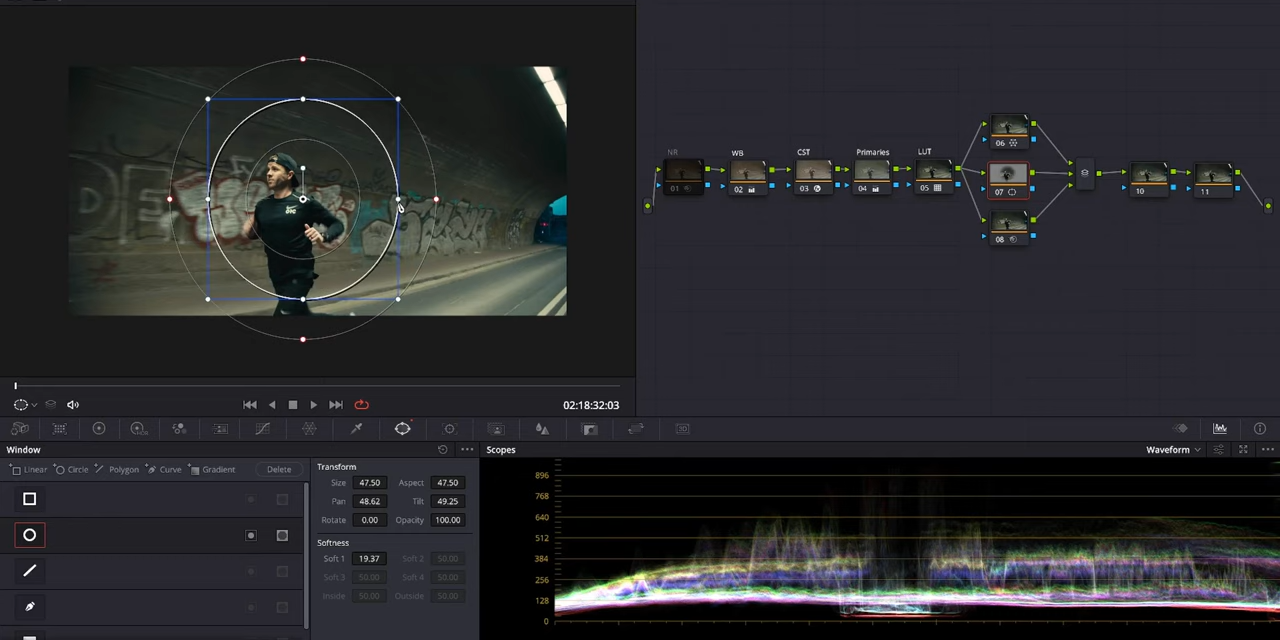 NR
WB
CST
Primaries
LUT
01
02
03
04
05
06
07
08
10
11
02:18:32:03
Window
Linear Circle Polygon Curve Gradient Delete
Transform
Size 47.50 Aspect 47.50
Pan 48.62 Tilt 49.25
Rotate 0.00 Opacity 100.00
Softness
Soft 1 19.37 Soft 2 50.00
Soft 3 50.00 Soft 4 50.00
Inside 50.00 Outside 50.00
Scopes
Waveform
896
768
640
512
384
256
128
0
3D